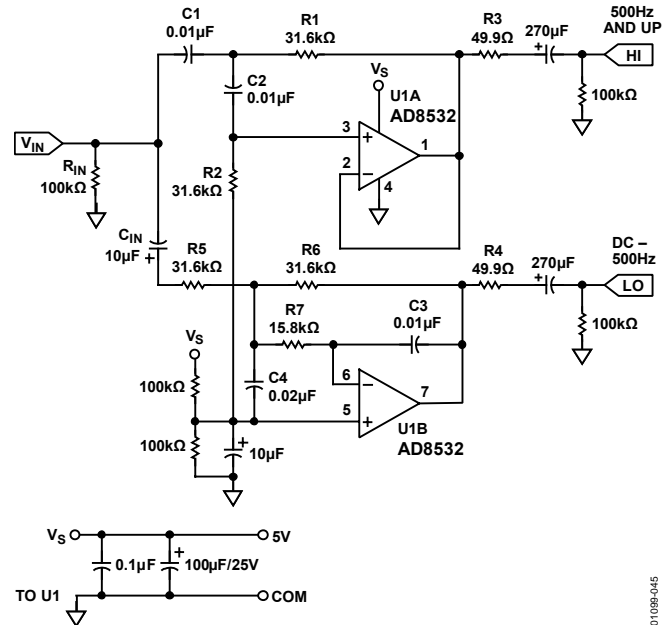 C1
0.01µF
R1
31.6kΩ
R3
49.9Ω
270µF
+
500Hz
AND UP
HI
C2
0.01µF
VS
U1A
AD8532
100kΩ
3
+
1
2
−
4
VIN
RIN
100kΩ
R2
31.6kΩ
CIN
10µF
+
R5
31.6kΩ
R6
31.6kΩ
R4
49.9Ω
270µF
+
DC –
500Hz
LO
R7
15.8kΩ
C3
0.01µF
100kΩ
VS
100kΩ
C4
0.02µF
6
−
7
5
+
U1B
AD8532
100kΩ
+
10µF
VS
5V
0.1µF
+
100µF/25V
TO U1
COM
01099-045